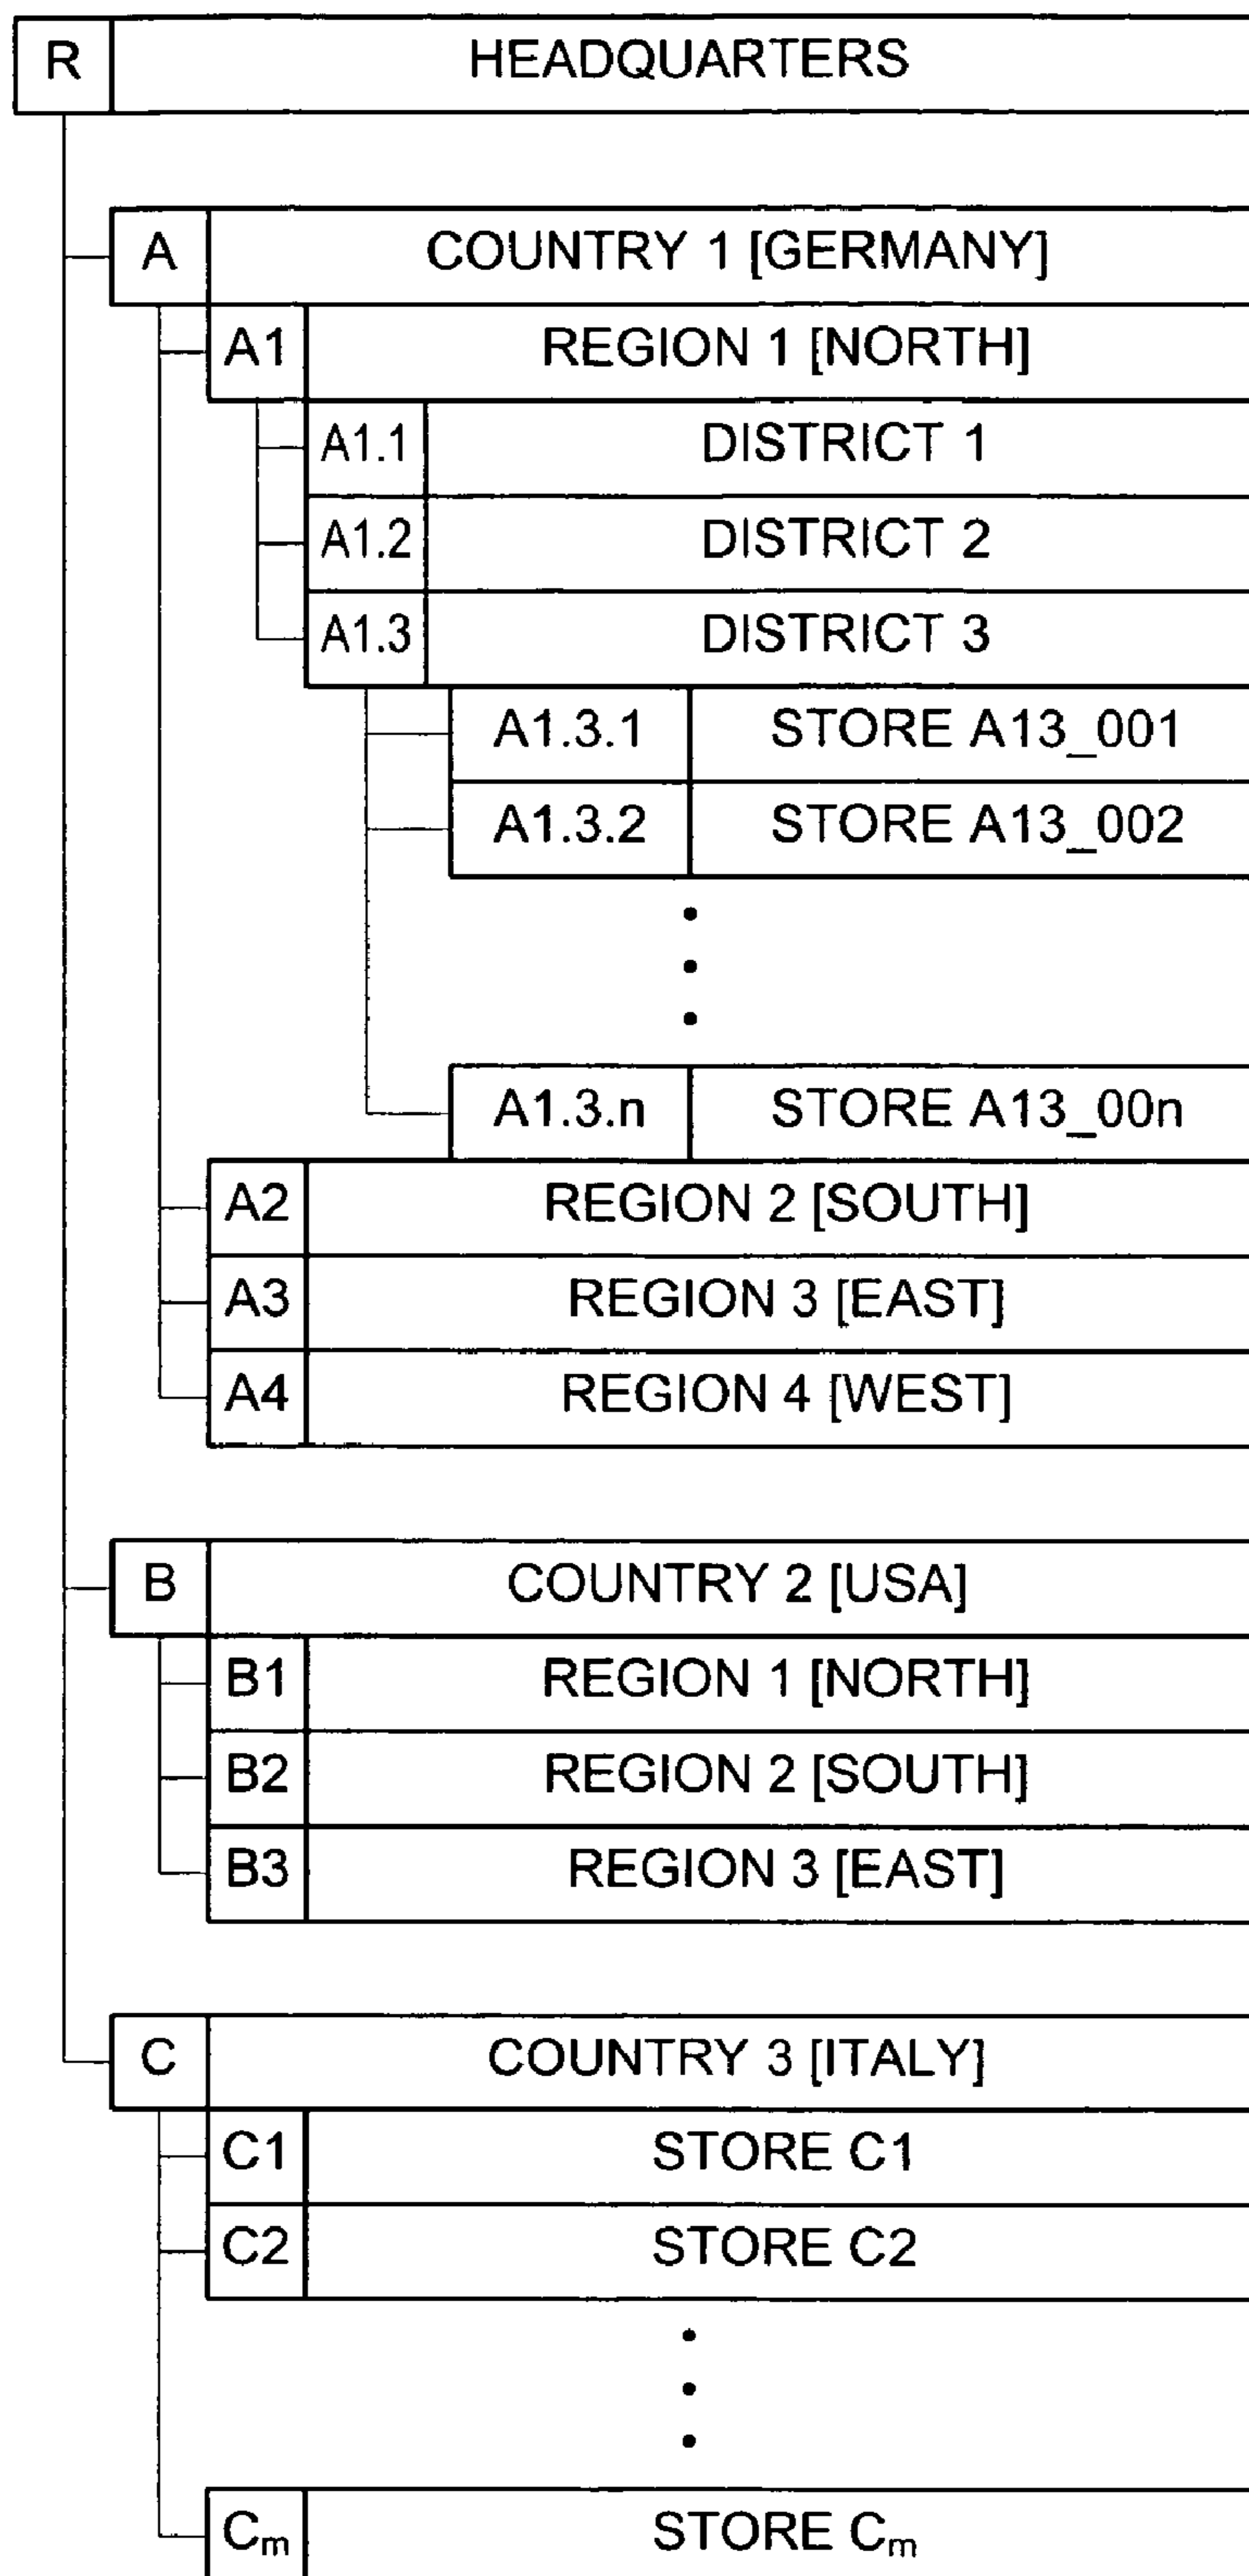 R HEADQUARTERS
A COUNTRY 1 [GERMANY]
A1 REGION 1 [NORTH]
A1.1 DISTRICT 1
A1.2 DISTRICT 2
A1.3 DISTRICT 3
A1.3.1 STORE A13_001
A1.3.2 STORE A13_002
A1.3.n STORE A13_00n
A2 REGION 2 [SOUTH]
A3 REGION 3 [EAST]
A4 REGION 4 [WEST]
B COUNTRY 2 [USA]
B1 REGION 1 [NORTH]
B2 REGION 2 [SOUTH]
B3 REGION 3 [EAST]
C COUNTRY 3 [ITALY]
C1 STORE C1
C2 STORE C2
Cm STORE Cm